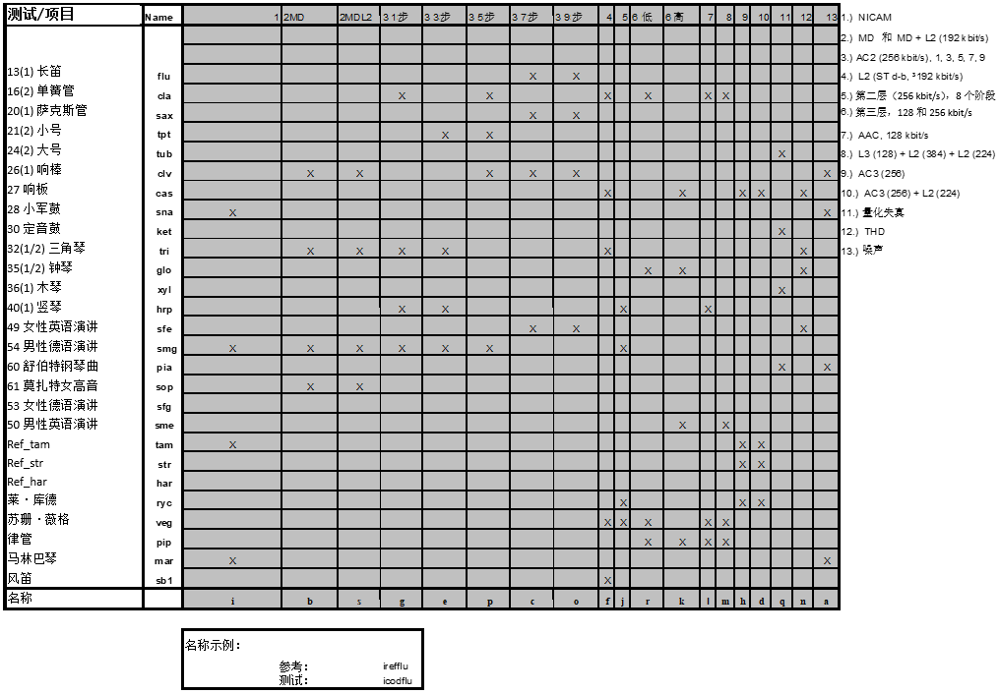 测试/项目 Name 1 2MD 2MDL2 3 1步 3 3步 3 5步 3 7步 3 9步 4 5 6 低 6 高 7 8 9 10 11 12 13
13(1) 长笛 flu X X
16(2) 单簧管 cla X X X X X X
20(1) 萨克斯管 sax X X
21(2) 小号 tpt X X
24(2) 大号 tub X
26(1) 响棒 clv X X X X X X
27 响板 cas X X X X X
28 小军鼓 sna X X
30 定音鼓 ket X
32(1/2) 三角琴 tri X X X X X X
35(1/2) 钟琴 glo X X X
36(1) 木琴 xyl X
40(1) 竖琴 hrp X X X X
49 女性英语演讲 sfe X X X
54 男性德语演讲 smg X X X X X X X
60 舒伯特钢琴曲 pia X X
61 莫扎特女高音 sop X X
53 女性德语演讲 sfg
50 男性英语演讲 sme X X
Ref_tam tam X X X
Ref_str str X X
Ref_har har
莱·库德 ryc X X X
苏珊·薇格 veg X X X X X
律管 pip X X X X
马林巴琴 mar X X
风笛 sb1 X
名称 i b s g e p c o f j r k l m h d q n a
1.) NICAM
2.) MD 和 MD + L2 (192 kbit/s)
3.) AC2 (256 kbit/s), 1, 3, 5, 7, 9
4.) L2 (ST d-b, ³192 kbit/s)
5.) 第二层（256 kbit/s），8 个阶段
6.) 第三层，128 和 256 kbit/s
7.) AAC, 128 kbit/s
8.) L3 (128) + L2 (384) + L2 (224)
9.) AC3 (256)
10.) AC3 (256) + L2 (224)
11.) 量化失真
12.) THD
13.) 噪声
名称示例：
参考： irefflu
测试： icodflu